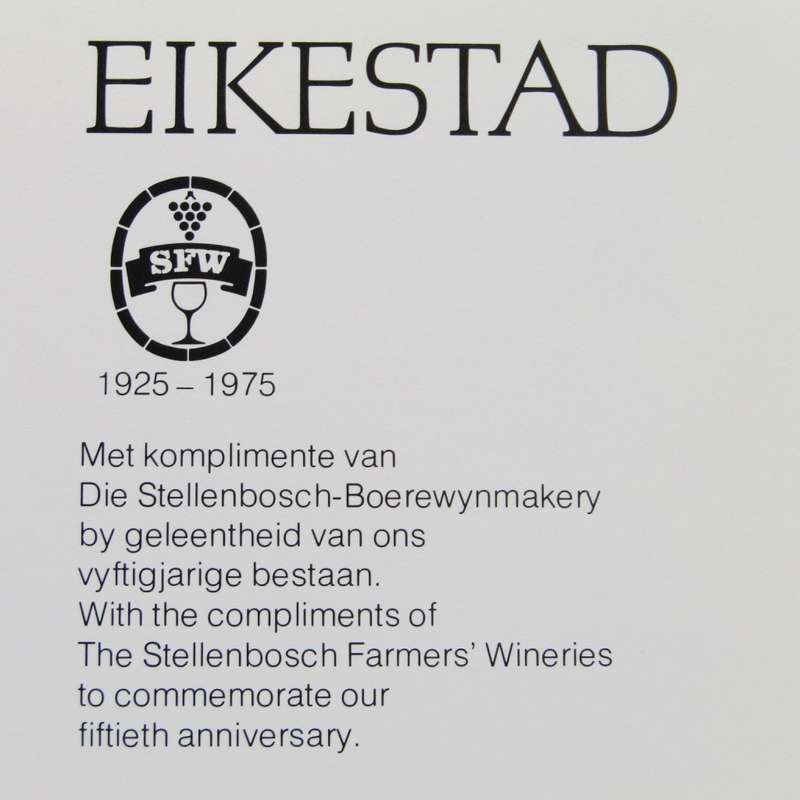 EIKESTAD
SFW
1925 – 1975
Met komplimente van
Die Stellenbosch-Boerewynmakery
by geleentheid van ons
vyftigjarige bestaan.
With the compliments of
The Stellenbosch Farmers' Wineries
to commemorate our
fiftieth anniversary.